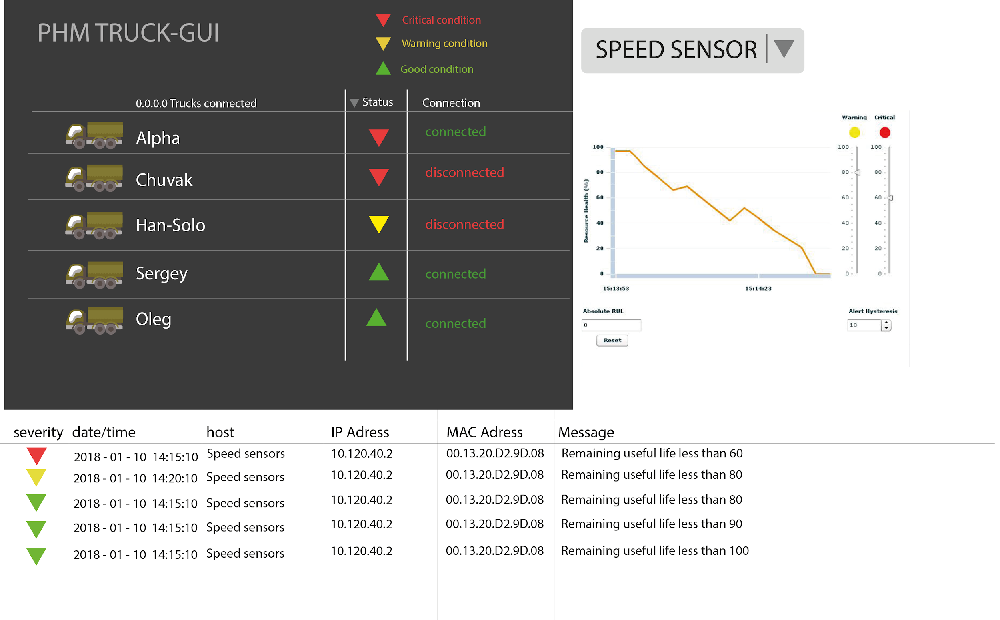 PHM TRUCK-GUI
Critical condition
Warning condition
Good condition
0.0.0.0 Trucks connected Status Connection
Alpha connected
Chuvak disconnected
Han-Solo disconnected
Sergey connected
Oleg connected
SPEED SENSOR
Warning Critical
Resource Health (%)
100
80
60
40
20
0
15:13:53 15:14:23
100 100
80 80
60 60
40 40
20 20
0 0
Absolute RUL
0
Reset
Alert Hysteresis
10
severity date/time host IP Adress MAC Adress Message
2018 - 01 - 10 14:15:10 Speed sensors 10.120.40.2 00.13.20.D2.9D.08 Remaining useful life less than 60
2018 - 01 - 10 14:20:10 Speed sensors 10.120.40.2 00.13.20.D2.9D.08 Remaining useful life less than 80
2018 - 01 - 10 14:15:10 Speed sensors 10.120.40.2 00.13.20.D2.9D.08 Remaining useful life less than 80
2018 - 01 - 10 14:15:10 Speed sensors 10.120.40.2 00.13.20.D2.9D.08 Remaining useful life less than 90
2018 - 01 - 10 14:15:10 Speed sensors 10.120.40.2 00.13.20.D2.9D.08 Remaining useful life less than 100